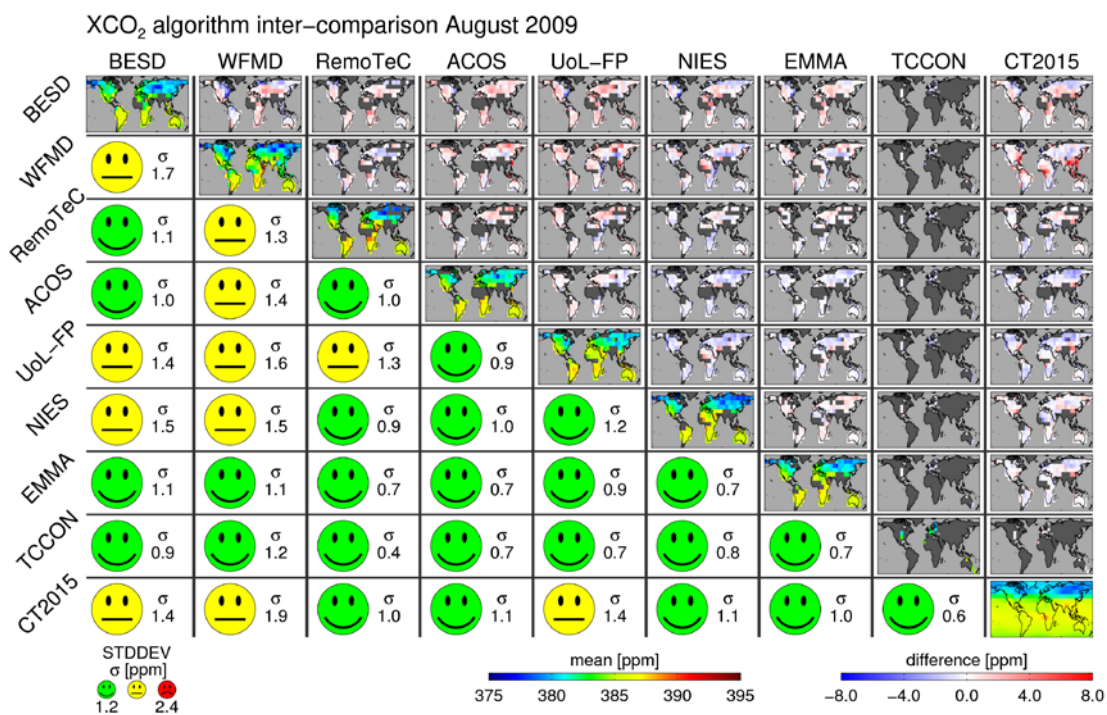 XCO₂ algorithm inter-comparison August 2009
BESD WFMD RemoTeC ACOS UoL-FP NIES EMMA TCCON CT2015
BESD
WFMD σ 1.7
RemoTeC σ 1.1 σ 1.3
ACOS σ 1.0 σ 1.4 σ 1.0
UoL-FP σ 1.4 σ 1.6 σ 1.3 σ 0.9
NIES σ 1.5 σ 1.5 σ 0.9 σ 1.0 σ 1.2
EMMA σ 1.1 σ 1.1 σ 0.7 σ 0.7 σ 0.9 σ 0.7
TCCON σ 0.9 σ 1.2 σ 0.4 σ 0.7 σ 0.7 σ 0.8 σ 0.7
CT2015 σ 1.4 σ 1.9 σ 1.0 σ 1.1 σ 1.4 σ 1.1 σ 1.0 σ 0.6
STDDEV
σ [ppm]
1.2 2.4
mean [ppm]
375 380 385 390 395
difference [ppm]
-8.0 -4.0 0.0 4.0 8.0